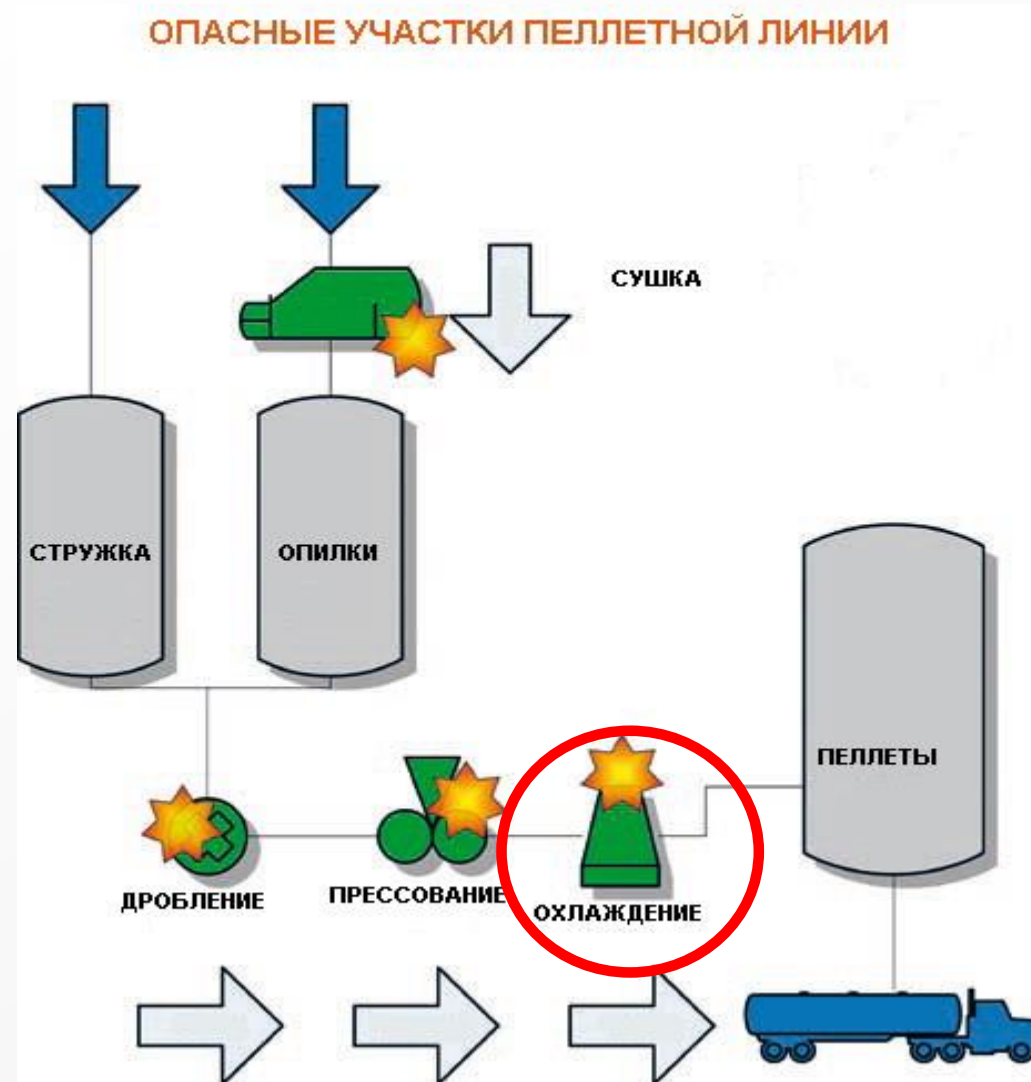 ОПАСНЫЕ УЧАСТКИ ПЕЛЛЕТНОЙ ЛИНИИ
СУШКА
СТРУЖКА
ОПИЛКИ
ПЕЛЛЕТЫ
ДРОБЛЕНИЕ
ПРЕССОВАНИЕ
ОХЛАЖДЕНИЕ